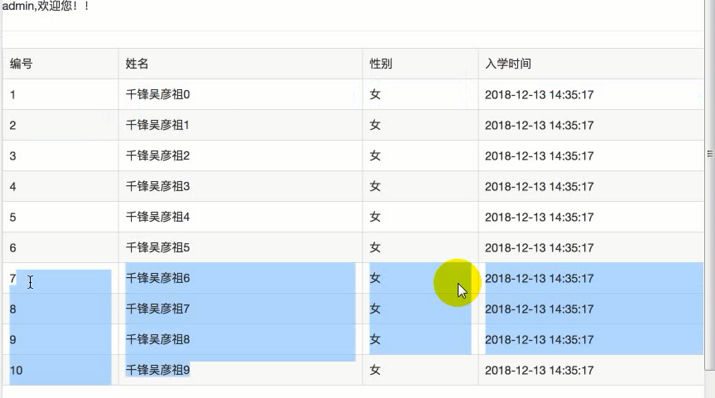 admin,欢迎您！！
编号 姓名 性别 入学时间
1 千锋吴彦祖0 女 2018-12-13 14:35:17
2 千锋吴彦祖1 女 2018-12-13 14:35:17
3 千锋吴彦祖2 女 2018-12-13 14:35:17
4 千锋吴彦祖3 女 2018-12-13 14:35:17
5 千锋吴彦祖4 女 2018-12-13 14:35:17
6 千锋吴彦祖5 女 2018-12-13 14:35:17
7 千锋吴彦祖6 女 2018-12-13 14:35:17
8 千锋吴彦祖7 女 2018-12-13 14:35:17
9 千锋吴彦祖8 女 2018-12-13 14:35:17
10 千锋吴彦祖9 女 2018-12-13 14:35:17